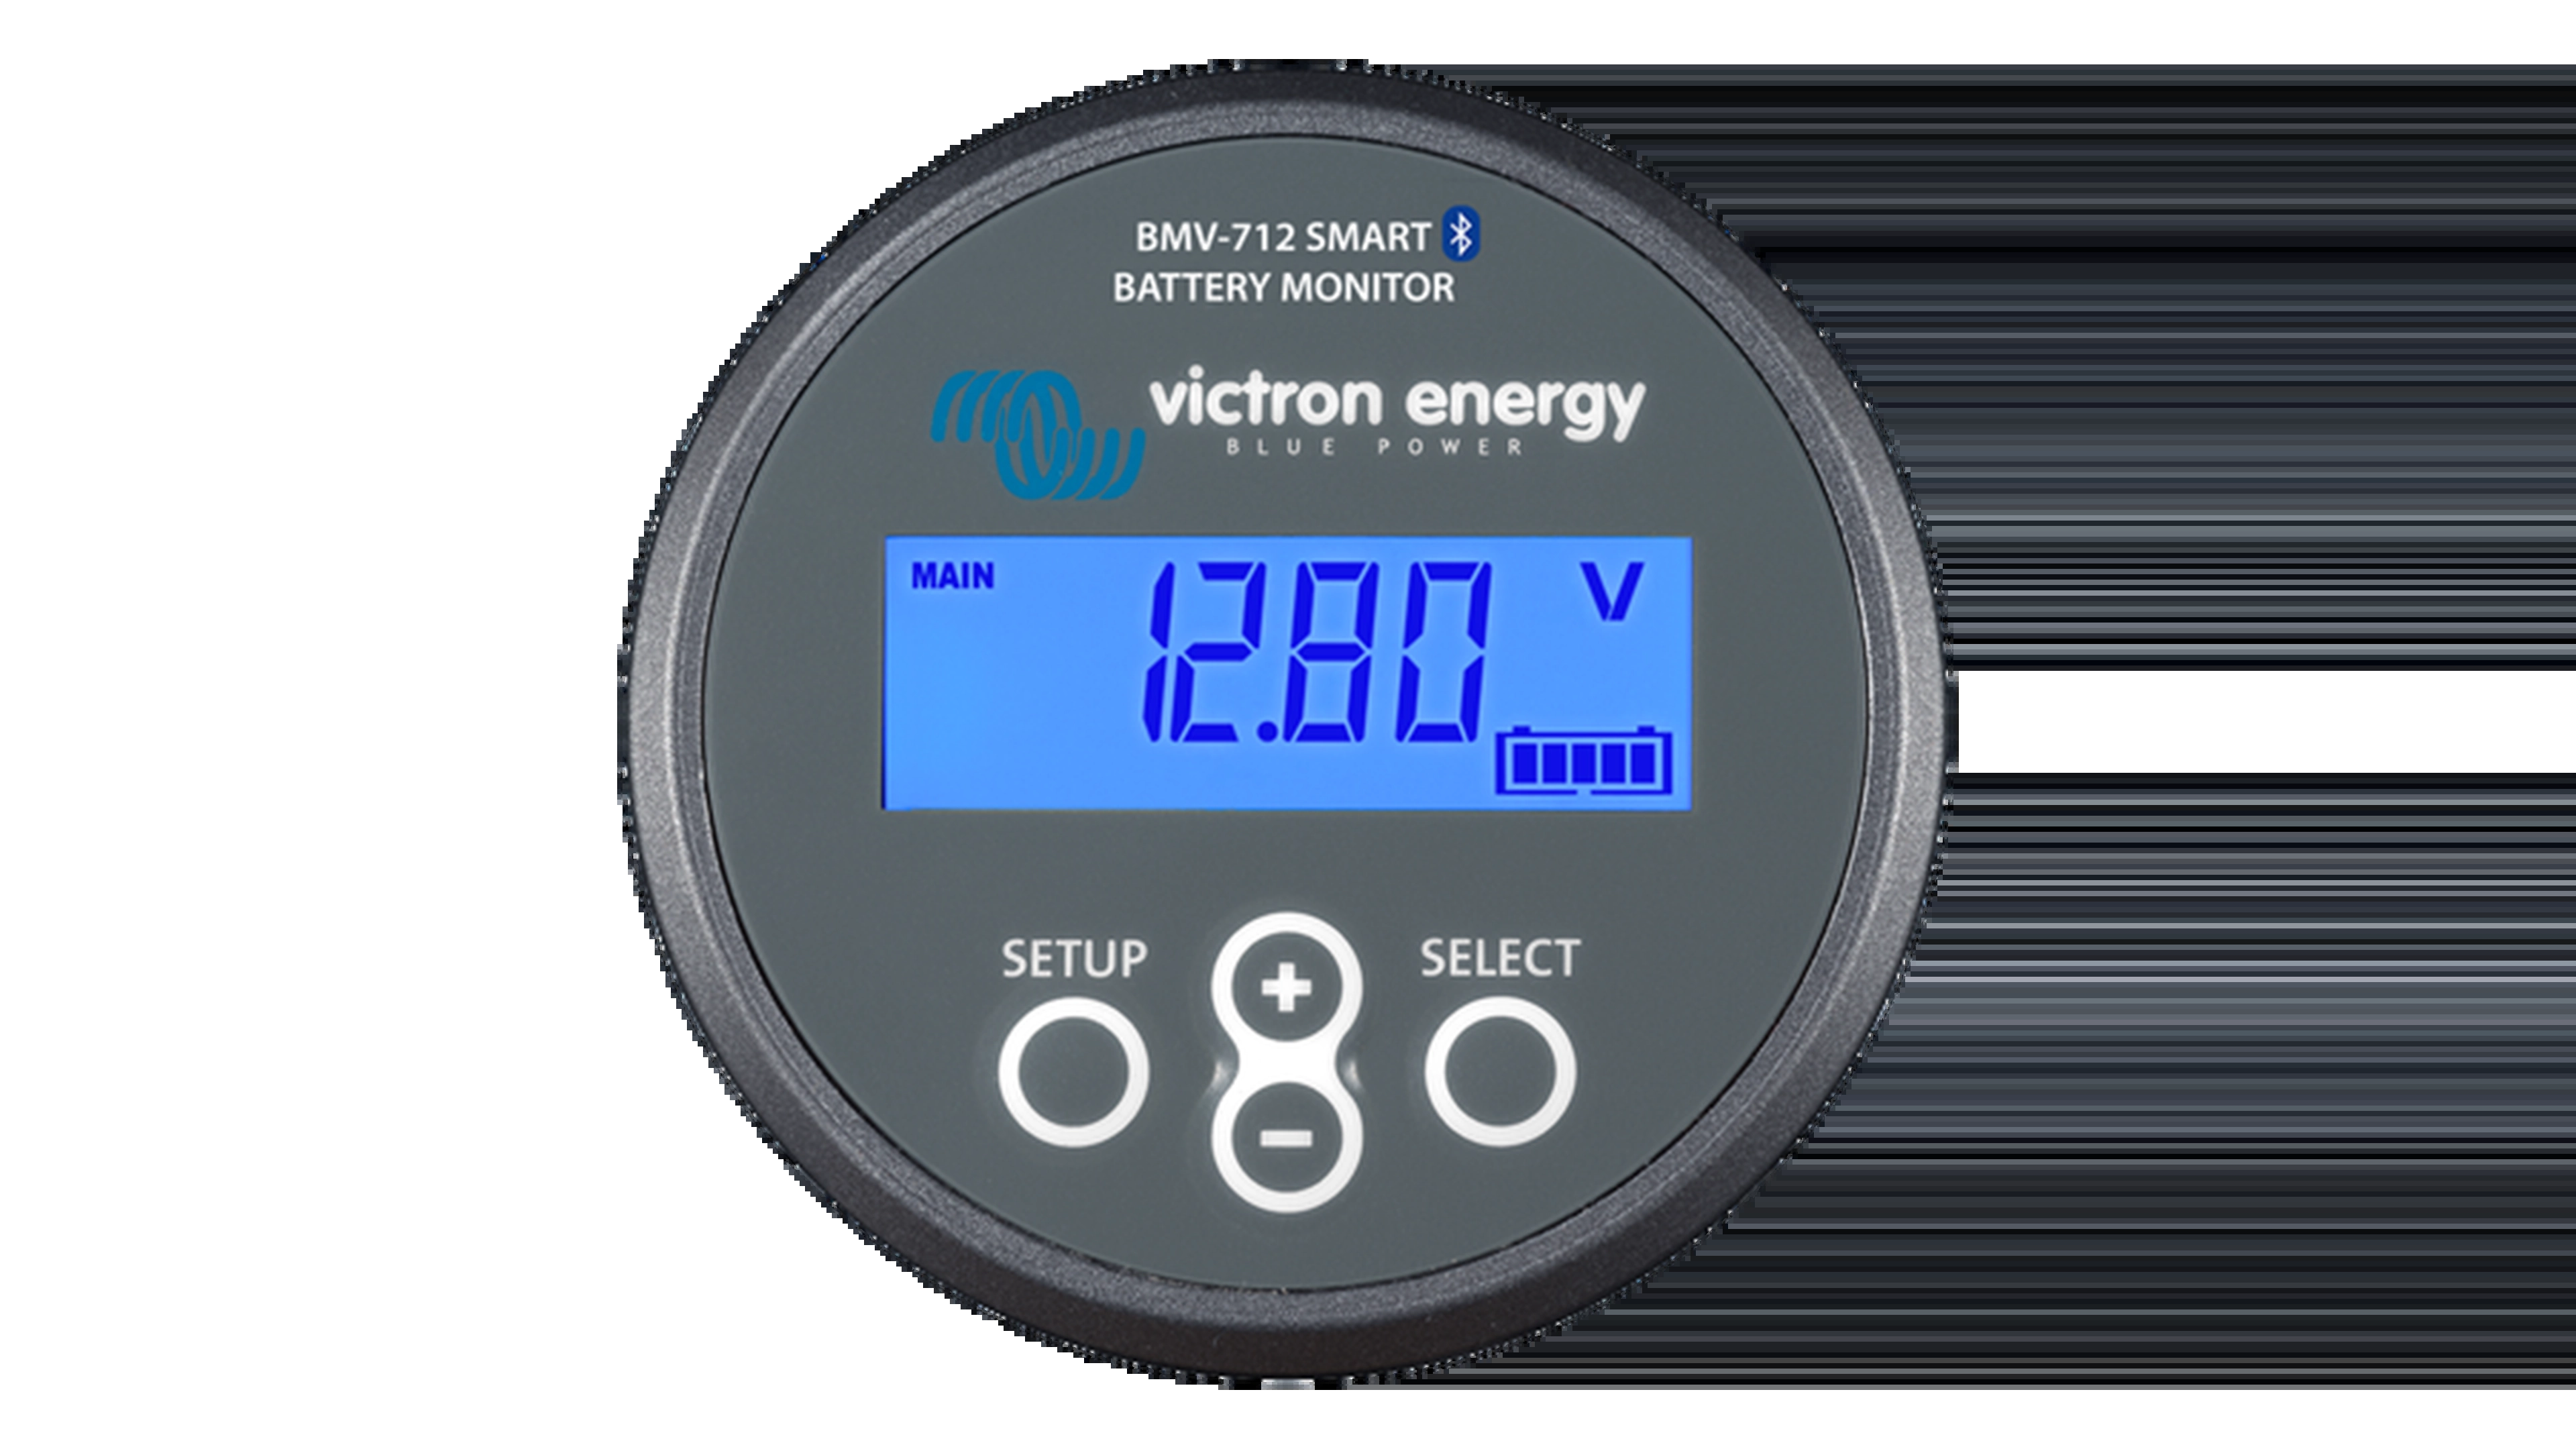 BMV-712 SMART
BATTERY MONITOR
victron energy
BLUE POWER
MAIN 12.80 V
SETUP + SELECT
−